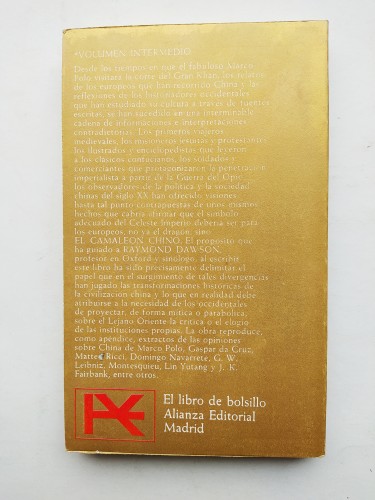 *VOLUMEN INTERMEDIO
Desde los tiempos en que el fabuloso Marco
Polo visitara la corte del Gran Khan, los relatos
de los europeos que han recorrido China y las
reflexiones de los historiadores occidentales
que han estudiado su cultura a través de fuentes
escritas, se han sucedido en una interminable
cadena de informaciones e interpretaciones
contradictorias. Los primeros viajeros
medievales, los misioneros jesuitas y protestantes,
los ilustrados y enciclopedistas que leyeron
a los clásicos confucianos, los soldados y
comerciantes que protagonizaron la penetración
imperialista a partir de la Guerra del Opio,
los observadores de la política y la sociedad
chinas del siglo XX han ofrecido visiones
hasta tal punto contrapuestas de unos mismos
hechos que cabría afirmar que el símbolo
adecuado del Celeste Imperio debería ser para
los europeos, no ya el dragón, sino
EL CAMALEÓN CHINO. El propósito que
ha guiado a RAYMOND DAWSON,
profesor en Oxford y sinólogo, al escribir
este libro ha sido precisamente delimitar el
papel que en el surgimiento de tales divergencias
han jugado las transformaciones históricas de
la civilización china y lo que en realidad debe
atribuirse a la necesidad de los occidentales
de proyectar, de forma mítica o parabólica,
sobre el Lejano Oriente la crítica o el elogio
de las instituciones propias. La obra reproduce,
como apéndice, extractos de las opiniones
sobre China de Marco Polo, Gaspar da Cruz,
Matteo Ricci, Domingo Navarrete, G. W.
Leibniz, Montesquieu, Lin Yutang y J. K.
Fairbank, entre otros.
El libro de bolsillo
Alianza Editorial
Madrid